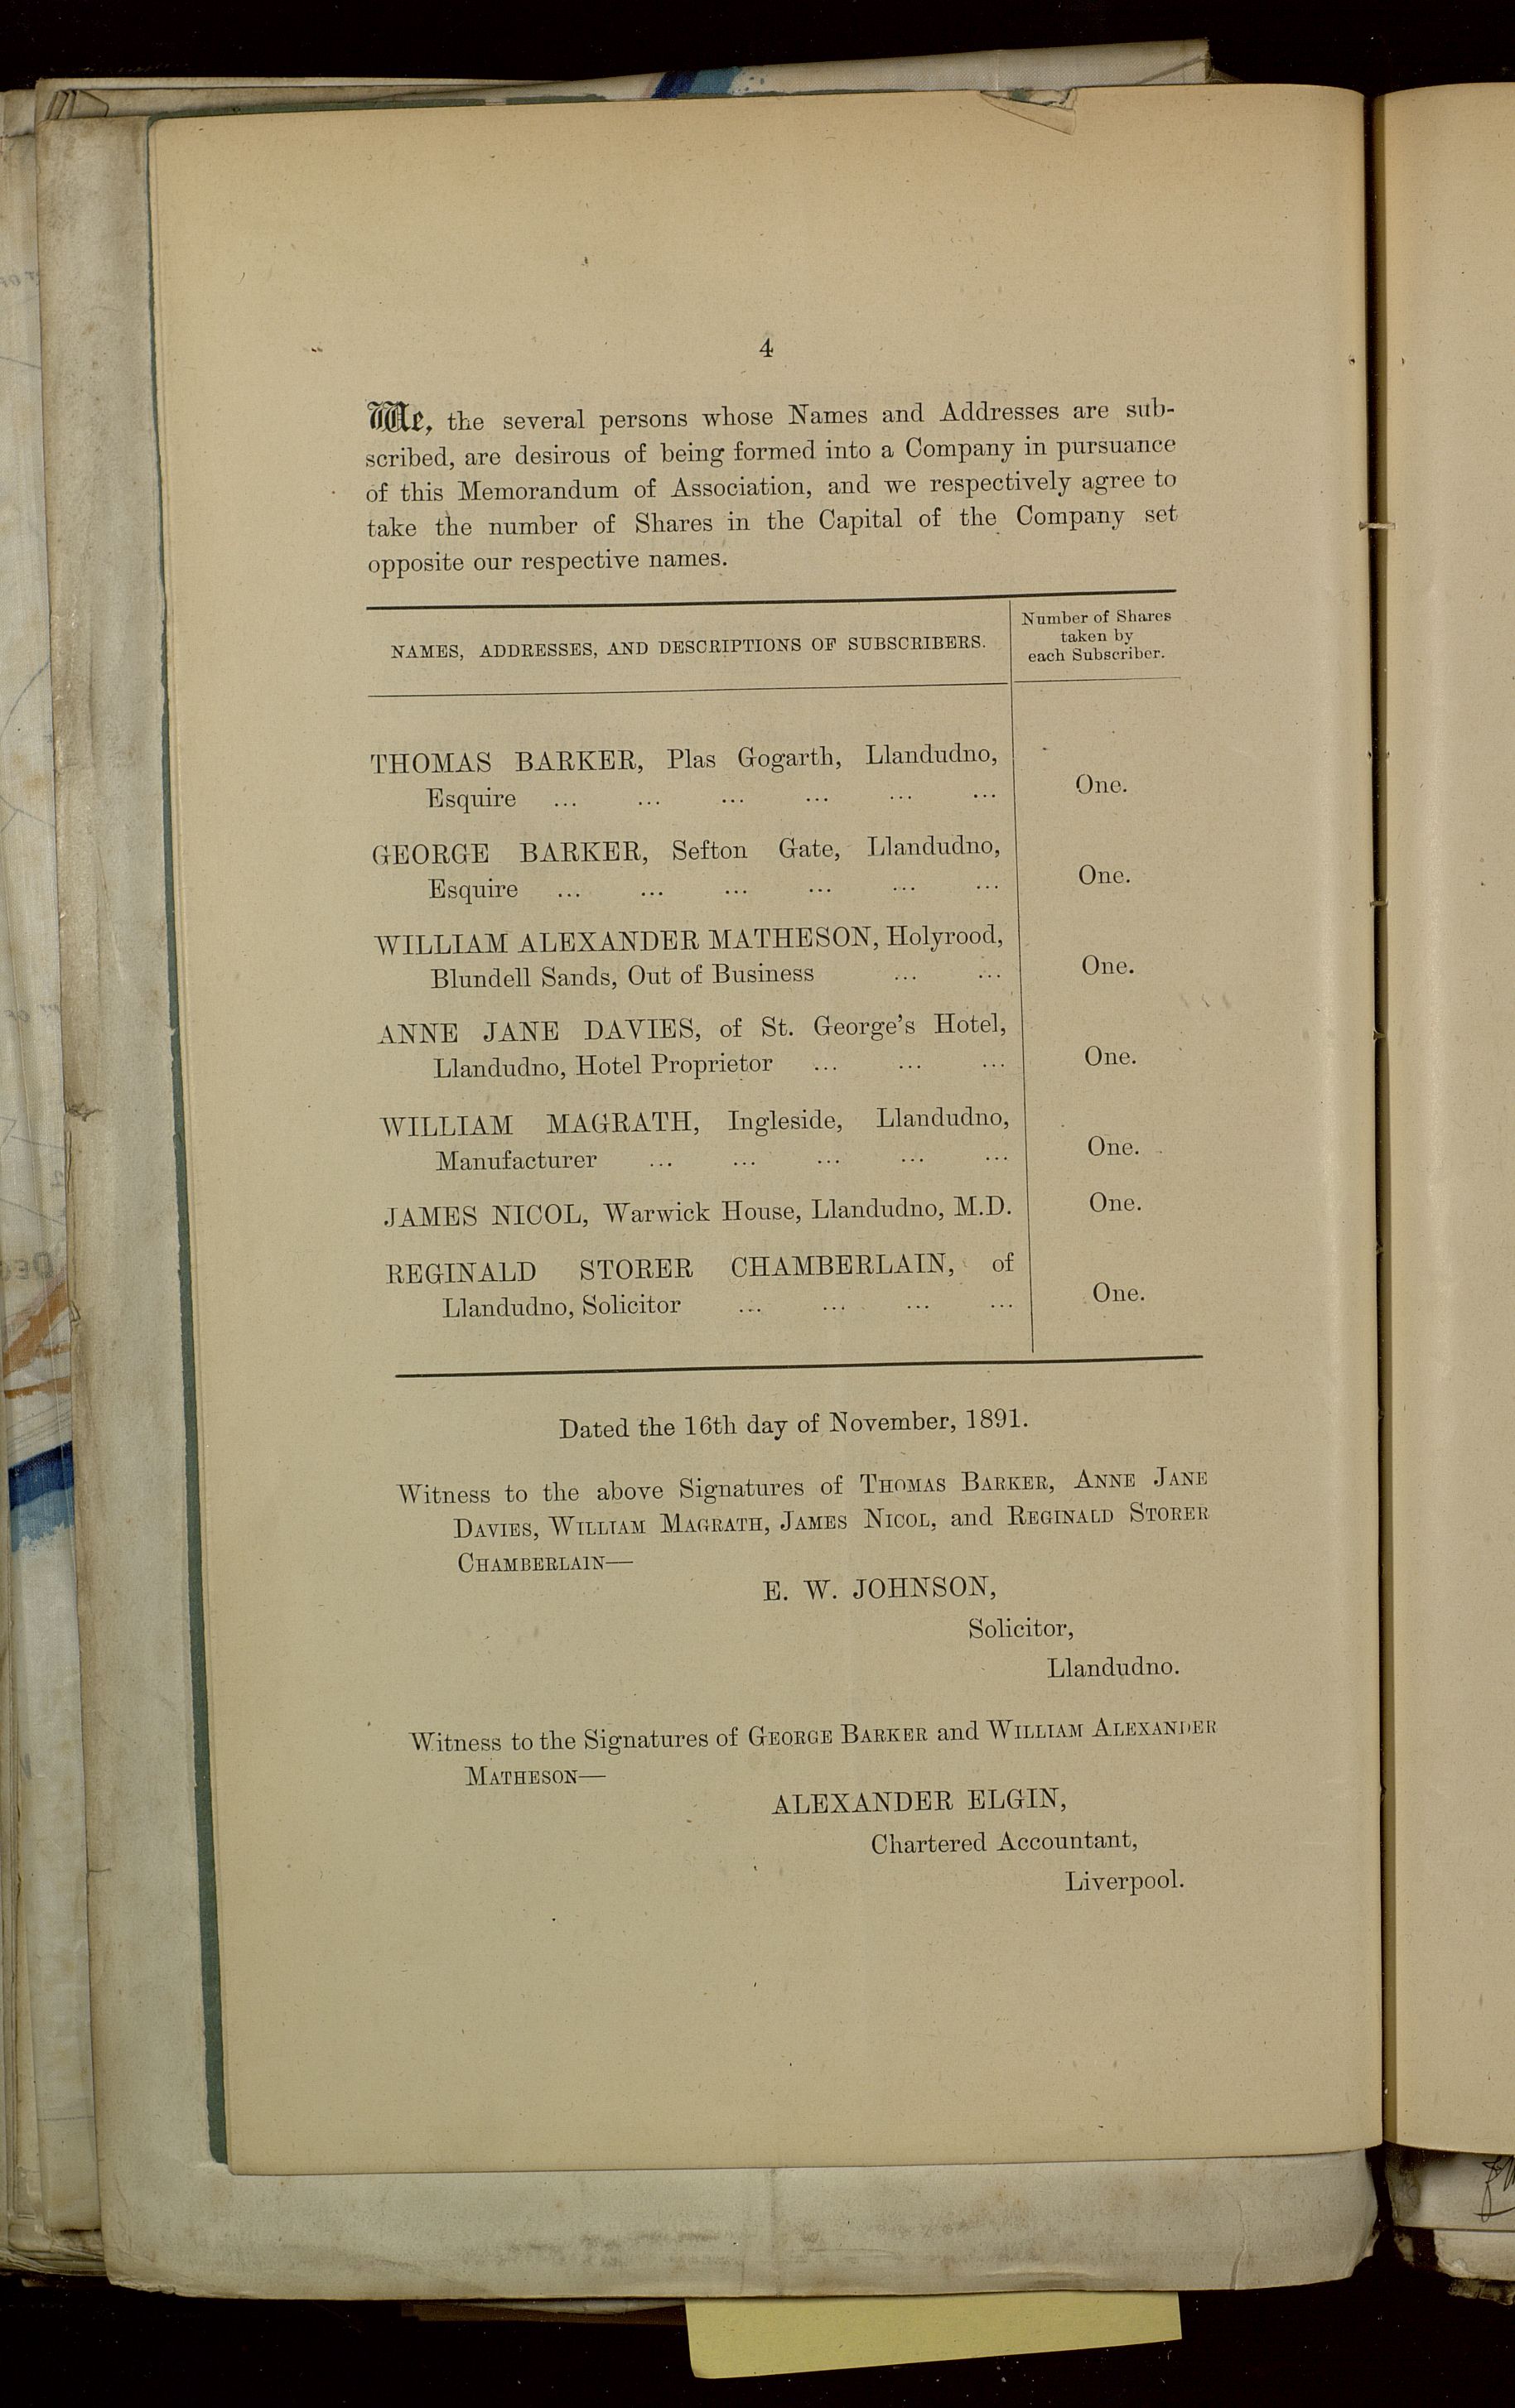 4
We, the several persons whose Names and Addresses are sub-
scribed, are desirous of being formed into a Company in pursuance
of this Memorandum of Association, and we respectively agree to
take the number of Shares in the Capital of the Company set
opposite our respective names.
NAMES, ADDRESSES, AND DESCRIPTIONS OF SUBSCRIBERS.
Number of Shares
taken by
each Subscriber.
THOMAS BARKER, Plas Gogarth, Llandudno,
Esquire ... ... ... ... ... ... One.
GEORGE BARKER, Sefton Gate, Llandudno,
Esquire ... ... ... ... ... ... One.
WILLIAM ALEXANDER MATHESON, Holyrood,
Blundell Sands, Out of Business ... ... One.
ANNE JANE DAVIES, of St. George's Hotel,
Llandudno, Hotel Proprietor ... ... ... One.
WILLIAM MAGRATH, Ingleside, Llandudno,
Manufacturer ... ... ... ... ... One.
JAMES NICOL, Warwick House, Llandudno, M.D. One.
REGINALD STORER CHAMBERLAIN, of
Llandudno, Solicitor ... ... ... ... One.
Dated the 16th day of November, 1891.
Witness to the above Signatures of THOMAS BARKER, ANNE JANE
DAVIES, WILLIAM MAGRATH, JAMES NICOL, and REGINALD STORER
CHAMBERLAIN—
E. W. JOHNSON,
Solicitor,
Llandudno.
Witness to the Signatures of GEORGE BARKER and WILLIAM ALEXANDER
MATHESON—
ALEXANDER ELGIN,
Chartered Accountant,
Liverpool.